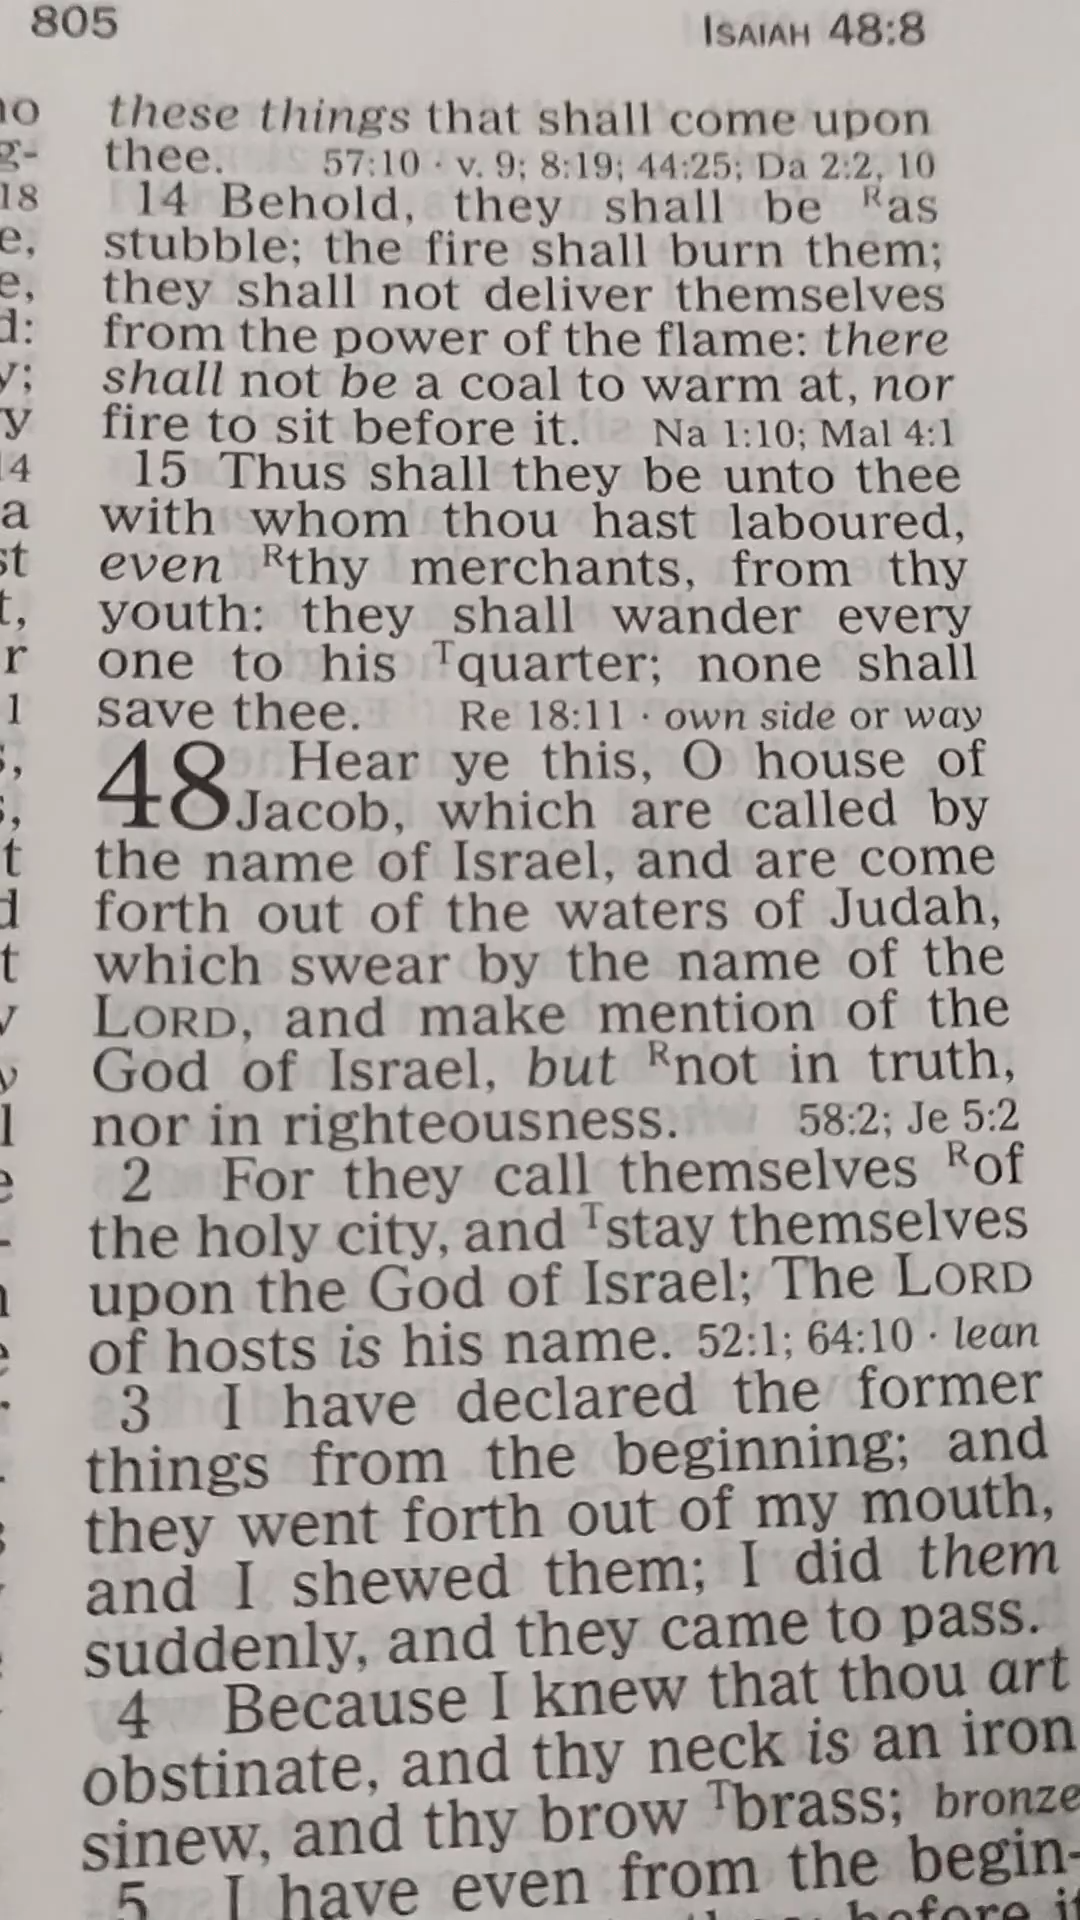 805 ISAIAH 48:8
these things that shall come upon
thee. 57:10 · v. 9; 8:19; 44:25; Da 2:2, 10
14 Behold, they shall be ᴿas
stubble; the fire shall burn them;
they shall not deliver themselves
from the power of the flame: there
shall not be a coal to warm at, nor
fire to sit before it. Na 1:10; Mal 4:1
15 Thus shall they be unto thee
with whom thou hast laboured,
even ᴿthy merchants, from thy
youth: they shall wander every
one to his ᵀquarter; none shall
save thee. Re 18:11 · own side or way
48 Hear ye this, O house of
Jacob, which are called by
the name of Israel, and are come
forth out of the waters of Judah,
which swear by the name of the
LORD, and make mention of the
God of Israel, but ᴿnot in truth,
nor in righteousness. 58:2; Je 5:2
2 For they call themselves ᴿof
the holy city, and ᵀstay themselves
upon the God of Israel; The LORD
of hosts is his name. 52:1; 64:10 · lean
3 I have declared the former
things from the beginning; and
they went forth out of my mouth,
and I shewed them; I did them
suddenly, and they came to pass.
4 Because I knew that thou art
obstinate, and thy neck is an iron
sinew, and thy brow ᵀbrass; bronze
5 I have even from the begin-
before it